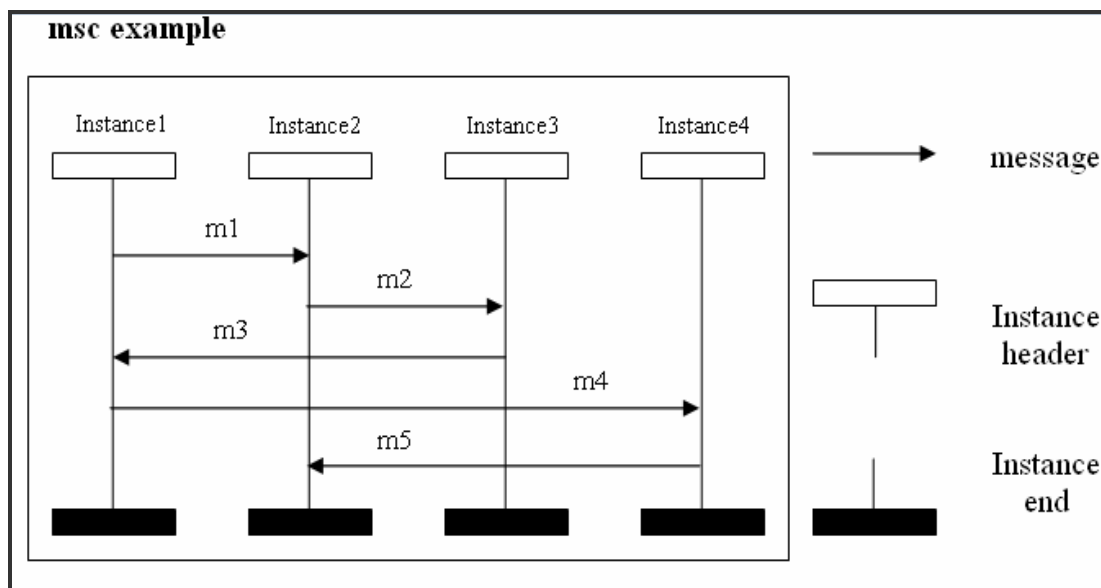 msc example
Instance1
Instance2
Instance3
Instance4
m1
m2
m3
m4
m5
message
Instance
header
Instance
end